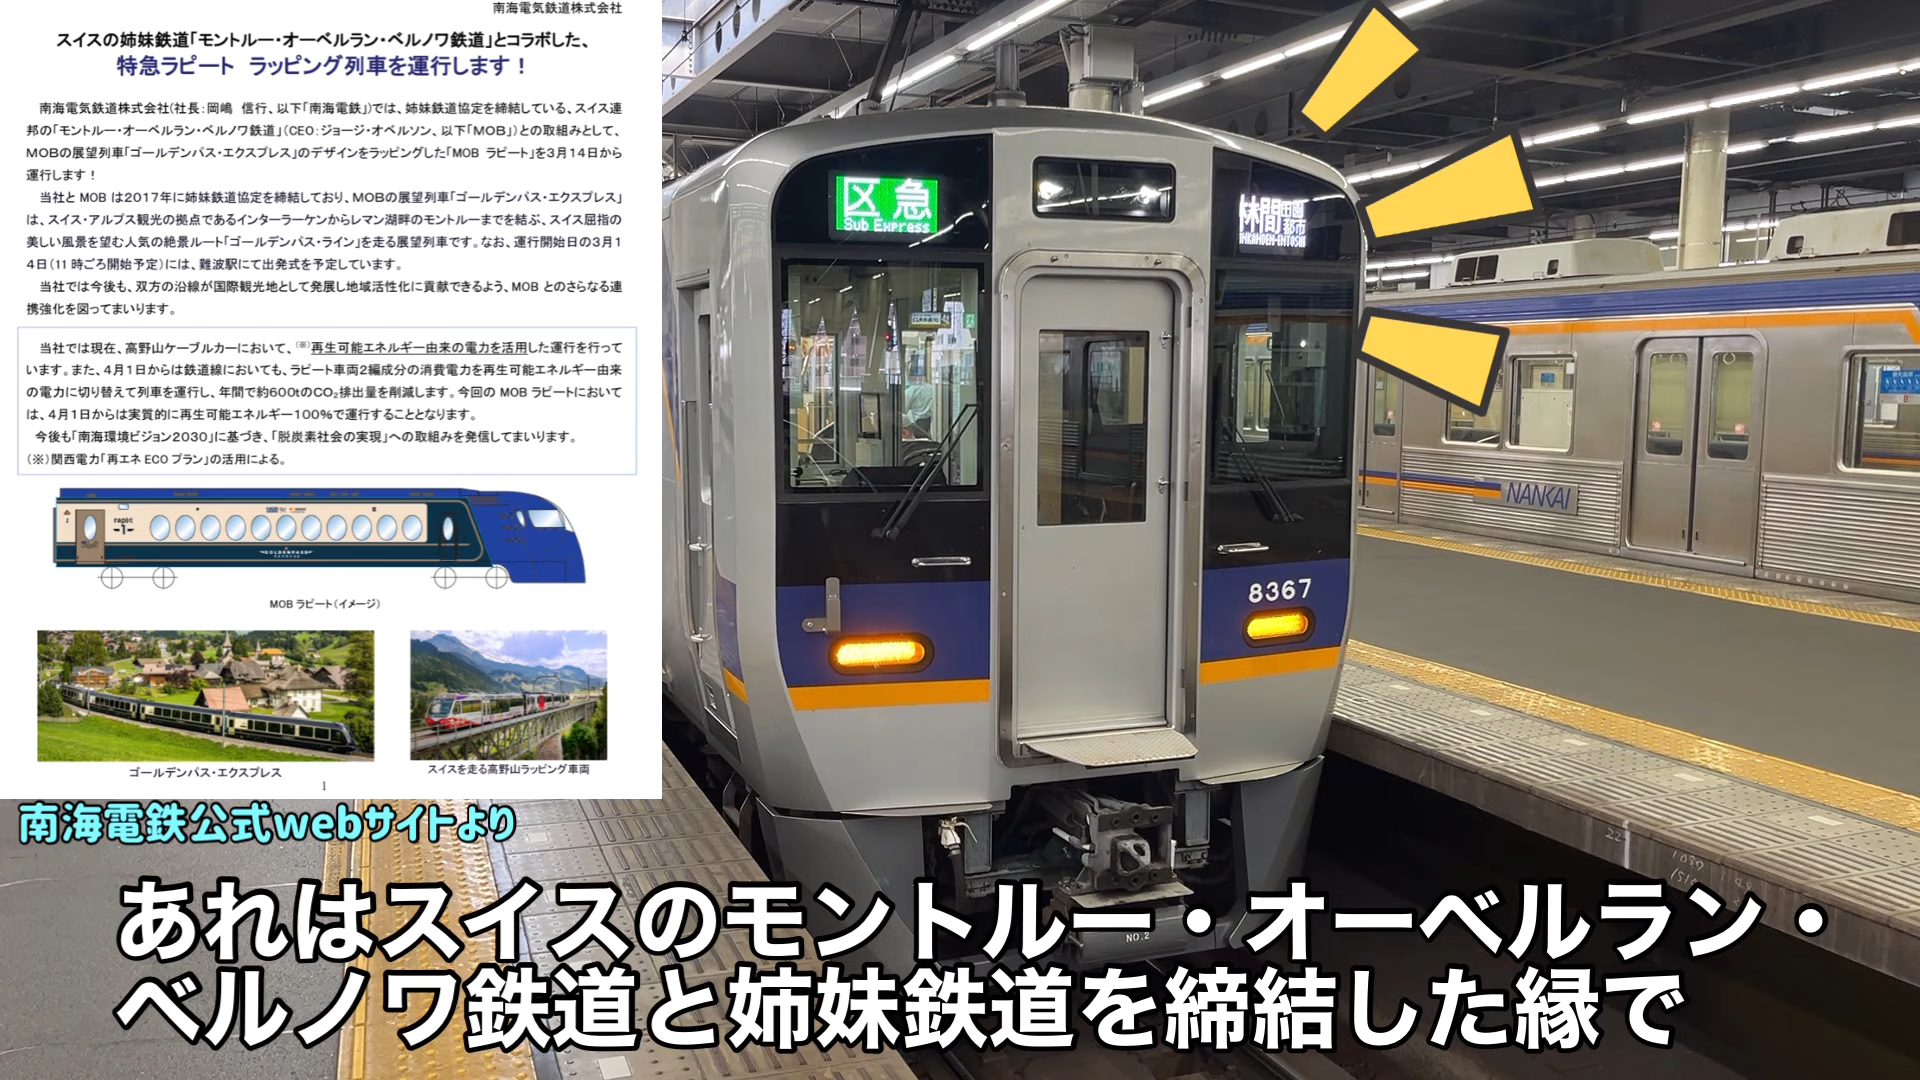 南海電気鉄道株式会社
スイスの姉妹鉄道「モントルー・オーベルラン・ベルノワ鉄道」とコラボした、
特急ラピート ラッピング列車を運行します！
南海電気鉄道株式会社(社長：岡嶋 信行、以下「南海電鉄」)では、姉妹鉄道協定を締結している、スイス連
邦の「モントルー・オーベルラン・ベルノワ鉄道」(CEO：ジョージ・オベルソン、以下「MOB」)との取組みとして、
MOBの展望列車「ゴールデンパス・エクスプレス」のデザインをラッピングした「MOB ラピート」を3月14日から
運行します！
当社と MOB は2017年に姉妹鉄道協定を締結しており、MOBの展望列車「ゴールデンパス・エクスプレス」
は、スイス・アルプス観光の拠点であるインターラーケンからレマン湖畔のモントルーまでを結ぶ、スイス屈指の
美しい風景を望む人気の絶景ルート「ゴールデンパス・ライン」を走る展望列車です。なお、運行開始日の3月1
4日(11 時ごろ開始予定)には、難波駅にて出発式を予定しています。
当社では今後も、双方の沿線が国際観光地として発展し地域活性化に貢献できるよう、MOB とのさらなる連
携強化を図ってまいります。
当社では現在、高野山ケーブルカーにおいて、(※)再生可能エネルギー由来の電力を活用した運行を行って
います。また、4月1日からは鉄道線においても、ラピート車両2編成分の消費電力を再生可能エネルギー由来
の電力に切り替えて列車を運行し、年間で約600tのCO₂排出量を削減します。今回の MOB ラピートにおいて
は、4月1日からは実質的に再生可能エネルギー100%で運行することとなります。
今後も「南海環境ビジョン2030」に基づき、「脱炭素社会の実現」への取組みを発信してまいります。
(※)関西電力「再エネ ECO プラン」の活用による。
rapi:t
GOLDENPASS
EXPRESS
MOB ラピート(イメージ)
ゴールデンパス・エクスプレス
スイスを走る高野山ラッピング車両
1
南海電鉄公式webサイトより
区急
Sub Express
林間田園都市
RINKANDEN-ENTOSHI
8367
NANKAI
NO.2
あれはスイスのモントルー・オーベルラン・
ベルノワ鉄道と姉妹鉄道を締結した縁で